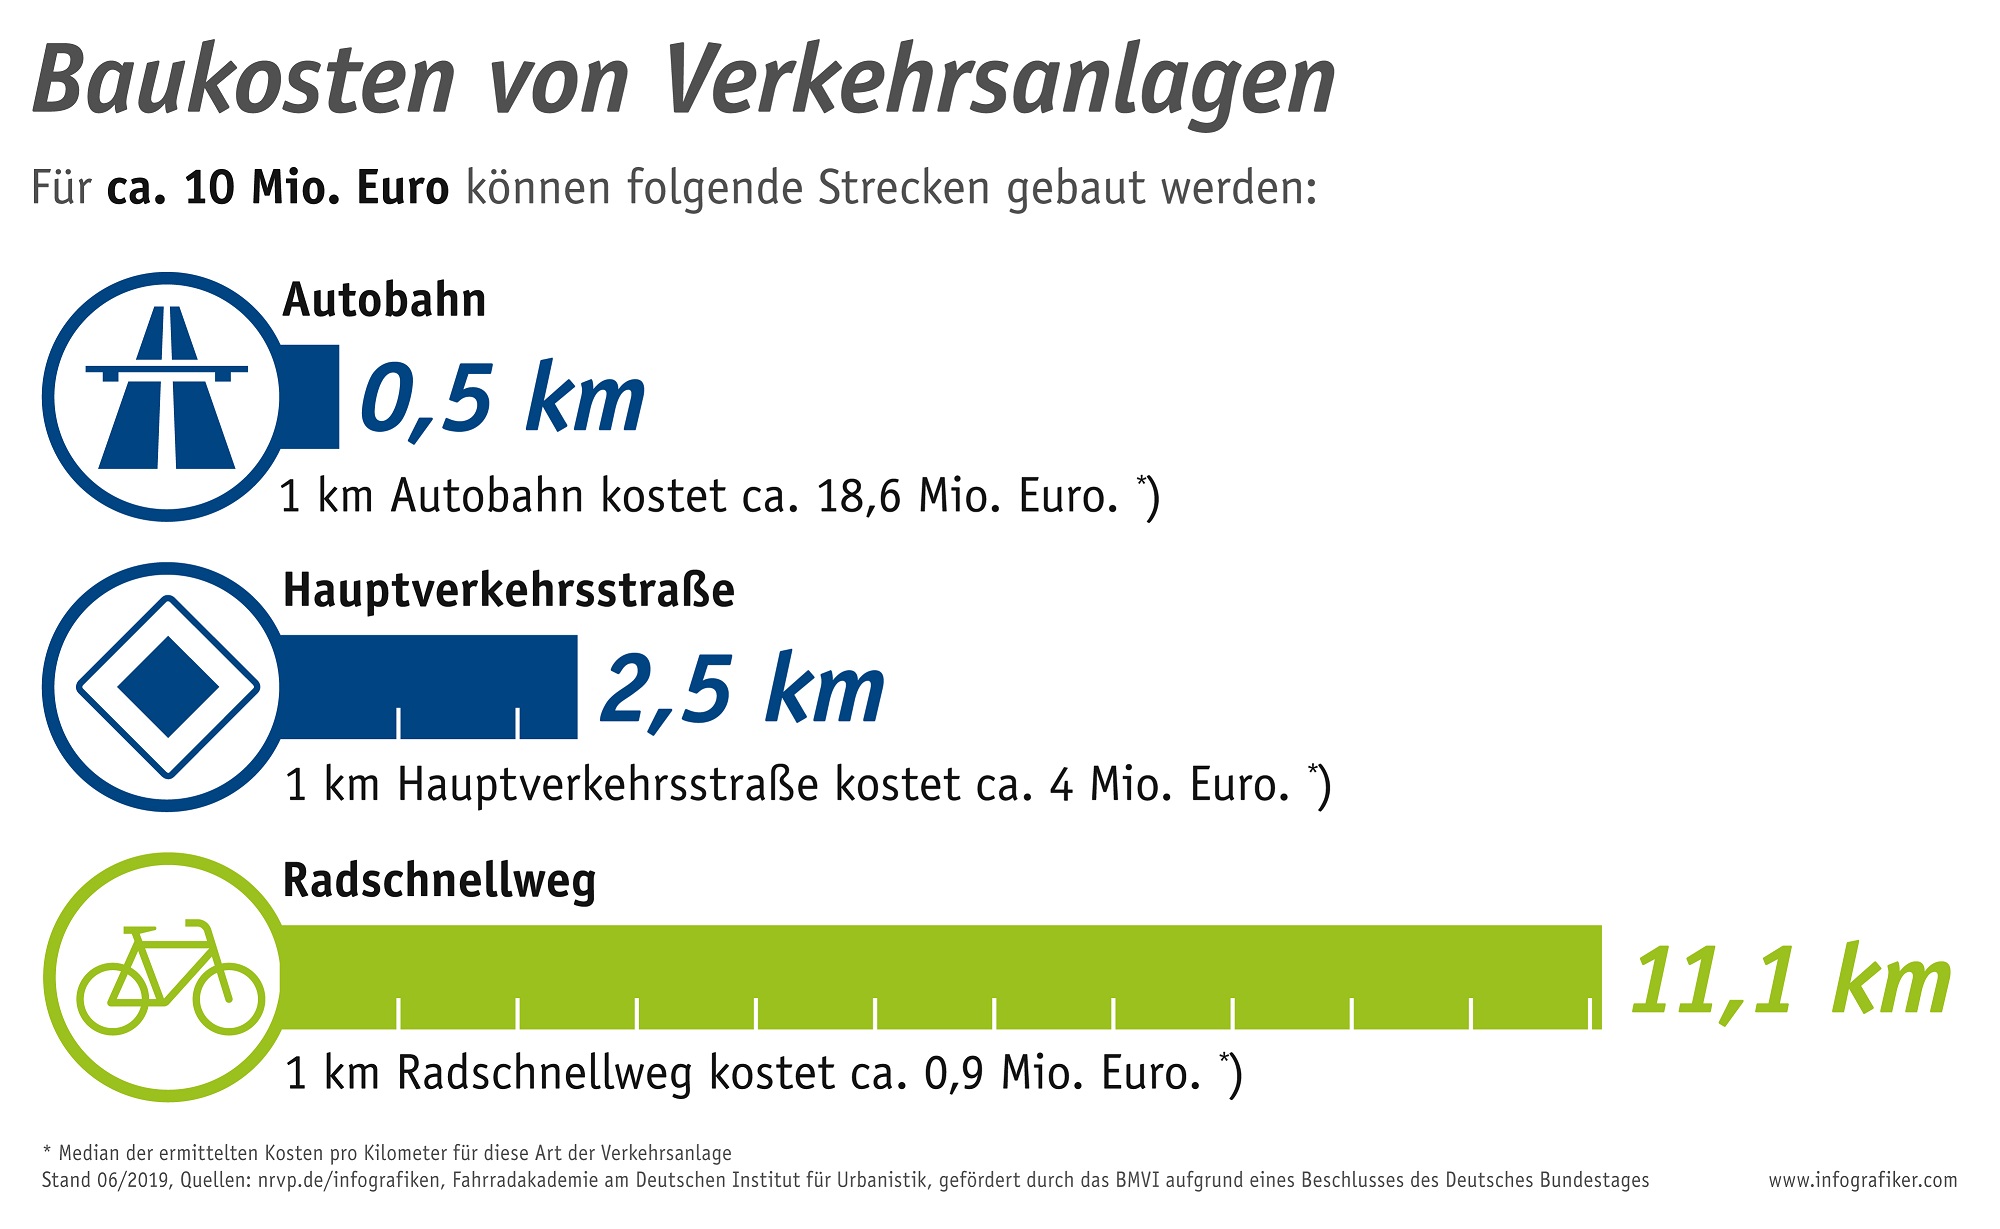 Baukosten von Verkehrsanlagen
Für ca. 10 Mio. Euro können folgende Strecken gebaut werden:
Autobahn
0,5 km
1 km Autobahn kostet ca. 18,6 Mio. Euro. *)
Hauptverkehrsstraße
2,5 km
1 km Hauptverkehrsstraße kostet ca. 4 Mio. Euro. *)
Radschnellweg
11,1 km
1 km Radschnellweg kostet ca. 0,9 Mio. Euro. *)
* Median der ermittelten Kosten pro Kilometer für diese Art der Verkehrsanlage
Stand 06/2019, Quellen: nrvp.de/infografiken, Fahrradakademie am Deutschen Institut für Urbanistik, gefördert durch das BMVI aufgrund eines Beschlusses des Deutsches Bundestages
www.infografiker.com